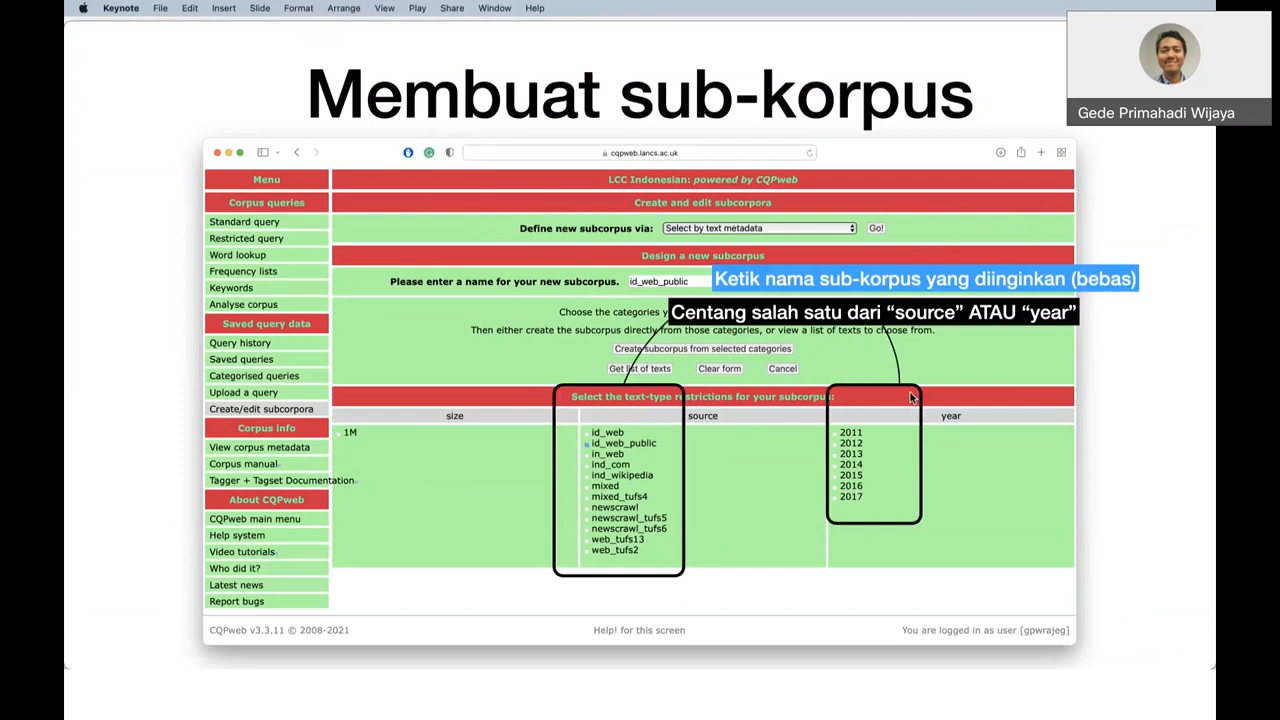 Keynote File Edit Insert Slide Format Arrange View Play Share Window Help
Gede Primahadi Wijaya
Membuat sub-korpus
cqpweb.lancs.ac.uk
Menu
Corpus queries
Standard query
Restricted query
Word lookup
Frequency lists
Keywords
Analyse corpus
Saved query data
Query history
Saved queries
Categorised queries
Upload a query
Create/edit subcorpora
Corpus info
View corpus metadata
Corpus manual
Tagger + Tagset Documentation
About CQPweb
CQPweb main menu
Help system
Video tutorials
Who did it?
Latest news
Report bugs
LCC Indonesian: powered by CQPweb
Create and edit subcorpora
Define new subcorpus via: Select by text metadata Go!
Design a new subcorpus
Please enter a name for your new subcorpus. id_web_public
Ketik nama sub-korpus yang diinginkan (bebas)
Choose the categories y
Centang salah satu dari “source” ATAU “year”
Then either create the subcorpus directly from those categories, or view a list of texts to choose from.
Create subcorpus from selected categories
Get list of texts Clear form Cancel
Select the text-type restrictions for your subcorpus:
size source year
1M
id_web
id_web_public
in_web
ind_com
ind_wikipedia
mixed
mixed_tufs4
newscrawl
newscrawl_tufs5
newscrawl_tufs6
web_tufs13
web_tufs2
2011
2012
2013
2014
2015
2016
2017
CQPweb v3.3.11 © 2008-2021 Help! for this screen You are logged in as user [gpwrajeg]